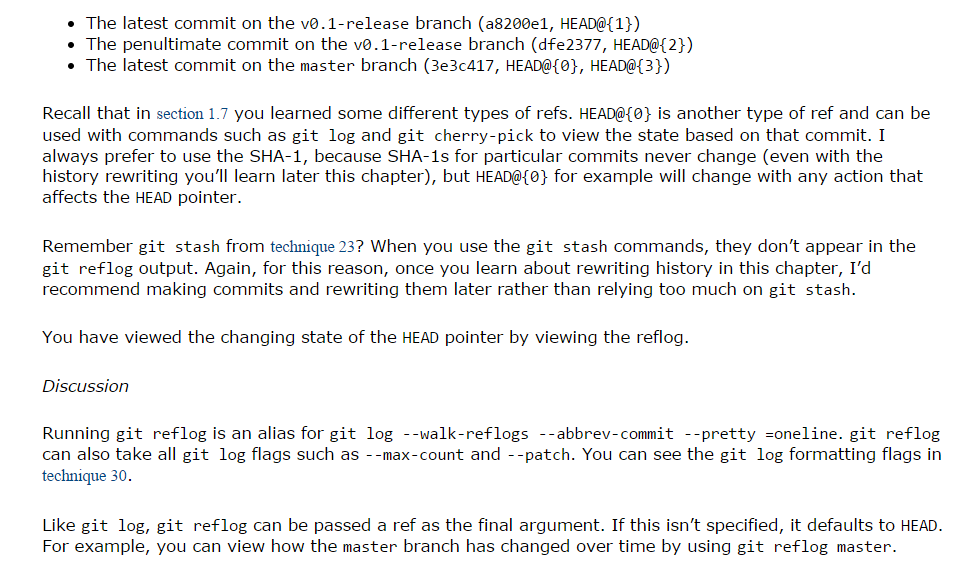 • The latest commit on the v0.1-release branch (a8200e1, HEAD@{1})
• The penultimate commit on the v0.1-release branch (dfe2377, HEAD@{2})
• The latest commit on the master branch (3e3c417, HEAD@{0}, HEAD@{3})
Recall that in section 1.7 you learned some different types of refs. HEAD@{0} is another type of ref and can be
used with commands such as git log and git cherry-pick to view the state based on that commit. I
always prefer to use the SHA-1, because SHA-1s for particular commits never change (even with the
history rewriting you’ll learn later this chapter), but HEAD@{0} for example will change with any action that
affects the HEAD pointer.
Remember git stash from technique 23? When you use the git stash commands, they don’t appear in the
git reflog output. Again, for this reason, once you learn about rewriting history in this chapter, I’d
recommend making commits and rewriting them later rather than relying too much on git stash.
You have viewed the changing state of the HEAD pointer by viewing the reflog.
Discussion
Running git reflog is an alias for git log --walk-reflogs --abbrev-commit --pretty =oneline. git reflog
can also take all git log flags such as --max-count and --patch. You can see the git log formatting flags in
technique 30.
Like git log, git reflog can be passed a ref as the final argument. If this isn’t specified, it defaults to HEAD.
For example, you can view how the master branch has changed over time by using git reflog master.